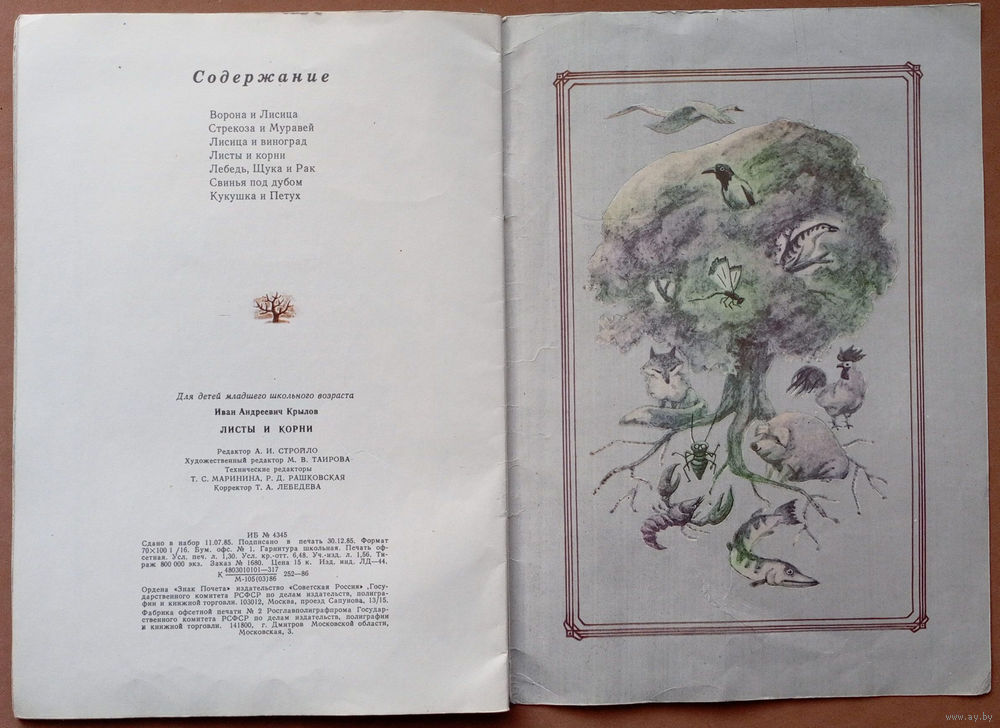 Содержание
Ворона и Лисица
Стрекоза и Муравей
Лисица и виноград
Листы и корни
Лебедь, Щука и Рак
Свинья под дубом
Кукушка и Петух
Для детей младшего школьного возраста
Иван Андреевич Крылов
ЛИСТЫ И КОРНИ
Редактор А. И. СТРОЙЛО
Художественный редактор М. В. ТАИРОВА
Технические редакторы
Т. С. МАРИНИНА, Р. Д. РАШКОВСКАЯ
Корректор Т. А. ЛЕБЕДЕВА
ИБ № 4345
Сдано в набор 11.07.85. Подписано в печать 30.12.85. Формат
70×100 1/16. Бум. офс. № 1. Гарнитура школьная. Печать оф-
сетная. Усл. печ. л. 1,30. Усл. кр.-отт. 6,48. Уч.-изд. л. 1,56. Ти-
раж 800 000 экз. Заказ № 1680. Цена 15 к. Изд. инд. ЛД—44.
К 4803010101—317 252—86
М-105(03)86
Ордена «Знак Почета» издательство «Советская Россия» Госу-
дарственного комитета РСФСР по делам издательств, полигра-
фии и книжной торговли. 103012, Москва, проезд Сапунова, 13/15.
Фабрика офсетной печати № 2 Росглавполиграфпрома Государ-
ственного комитета РСФСР по делам издательств, полиграфии
и книжной торговли. 141800, г. Дмитров Московской области,
Московская, 3.
www.ay.by